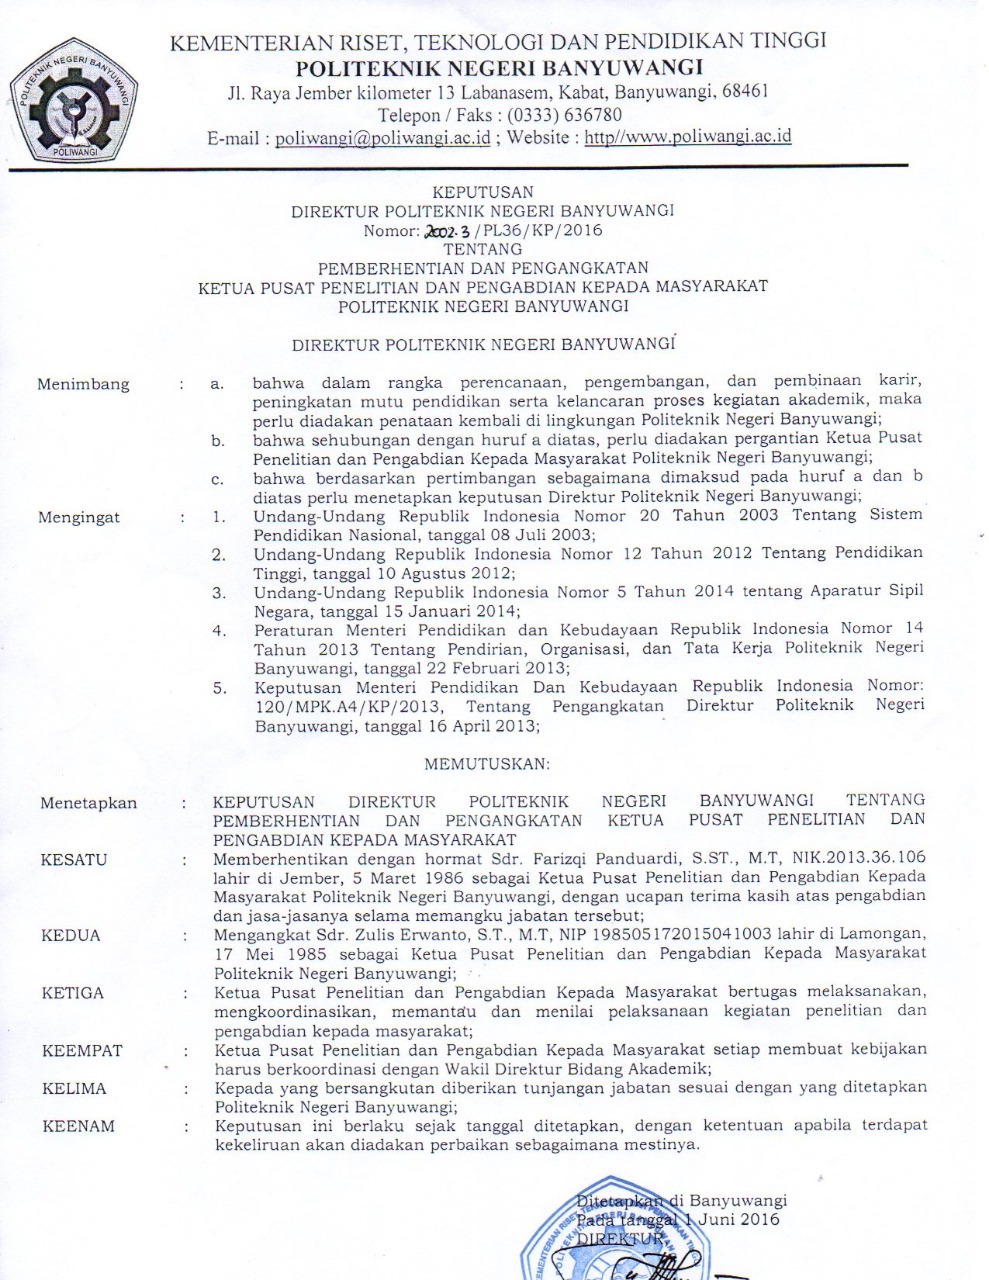 KEMENTERIAN RISET, TEKNOLOGI DAN PENDIDIKAN TINGGI
POLITEKNIK NEGERI BANYUWANGI
Jl. Raya Jember kilometer 13 Labanasem, Kabat, Banyuwangi, 68461
Telepon / Faks : (0333) 636780
E-mail : poliwangi@poliwangi.ac.id ; Website : http//www.poliwangi.ac.id
POLITEKNIK NEGERI BANYUWANGI
POLIWANGI
KEPUTUSAN
DIREKTUR POLITEKNIK NEGERI BANYUWANGI
Nomor: 2002.3/PL36/KP/2016
TENTANG
PEMBERHENTIAN DAN PENGANGKATAN
KETUA PUSAT PENELITIAN DAN PENGABDIAN KEPADA MASYARAKAT
POLITEKNIK NEGERI BANYUWANGI
DIREKTUR POLITEKNIK NEGERI BANYUWANGI
Menimbang : a. bahwa dalam rangka perencanaan, pengembangan, dan pembinaan karir,
peningkatan mutu pendidikan serta kelancaran proses kegiatan akademik, maka
perlu diadakan penataan kembali di lingkungan Politeknik Negeri Banyuwangi;
b. bahwa sehubungan dengan huruf a diatas, perlu diadakan pergantian Ketua Pusat
Penelitian dan Pengabdian Kepada Masyarakat Politeknik Negeri Banyuwangi;
c. bahwa berdasarkan pertimbangan sebagaimana dimaksud pada huruf a dan b
diatas perlu menetapkan keputusan Direktur Politeknik Negeri Banyuwangi;
Mengingat : 1. Undang-Undang Republik Indonesia Nomor 20 Tahun 2003 Tentang Sistem
Pendidikan Nasional, tanggal 08 Juli 2003;
2. Undang-Undang Republik Indonesia Nomor 12 Tahun 2012 Tentang Pendidikan
Tinggi, tanggal 10 Agustus 2012;
3. Undang-Undang Republik Indonesia Nomor 5 Tahun 2014 tentang Aparatur Sipil
Negara, tanggal 15 Januari 2014;
4. Peraturan Menteri Pendidikan dan Kebudayaan Republik Indonesia Nomor 14
Tahun 2013 Tentang Pendirian, Organisasi, dan Tata Kerja Politeknik Negeri
Banyuwangi, tanggal 22 Februari 2013;
5. Keputusan Menteri Pendidikan Dan Kebudayaan Republik Indonesia Nomor:
120/MPK.A4/KP/2013, Tentang Pengangkatan Direktur Politeknik Negeri
Banyuwangi, tanggal 16 April 2013;
MEMUTUSKAN:
Menetapkan : KEPUTUSAN DIREKTUR POLITEKNIK NEGERI BANYUWANGI TENTANG
PEMBERHENTIAN DAN PENGANGKATAN KETUA PUSAT PENELITIAN DAN
PENGABDIAN KEPADA MASYARAKAT
KESATU : Memberhentikan dengan hormat Sdr. Farizqi Panduardi, S.ST., M.T, NIK.2013.36.106
lahir di Jember, 5 Maret 1986 sebagai Ketua Pusat Penelitian dan Pengabdian Kepada
Masyarakat Politeknik Negeri Banyuwangi, dengan ucapan terima kasih atas pengabdian
dan jasa-jasanya selama memangku jabatan tersebut;
KEDUA : Mengangkat Sdr. Zulis Erwanto, S.T., M.T, NIP 198505172015041003 lahir di Lamongan,
17 Mei 1985 sebagai Ketua Pusat Penelitian dan Pengabdian Kepada Masyarakat
Politeknik Negeri Banyuwangi;
KETIGA : Ketua Pusat Penelitian dan Pengabdian Kepada Masyarakat bertugas melaksanakan,
mengkoordinasikan, memantau dan menilai pelaksanaan kegiatan penelitian dan
pengabdian kepada masyarakat;
KEEMPAT : Ketua Pusat Penelitian dan Pengabdian Kepada Masyarakat setiap membuat kebijakan
harus berkoordinasi dengan Wakil Direktur Bidang Akademik;
KELIMA : Kepada yang bersangkutan diberikan tunjangan jabatan sesuai dengan yang ditetapkan
Politeknik Negeri Banyuwangi;
KEENAM : Keputusan ini berlaku sejak tanggal ditetapkan, dengan ketentuan apabila terdapat
kekeliruan akan diadakan perbaikan sebagaimana mestinya.
Ditetapkan di Banyuwangi
Pada tanggal 1 Juni 2016
DIREKTUR,